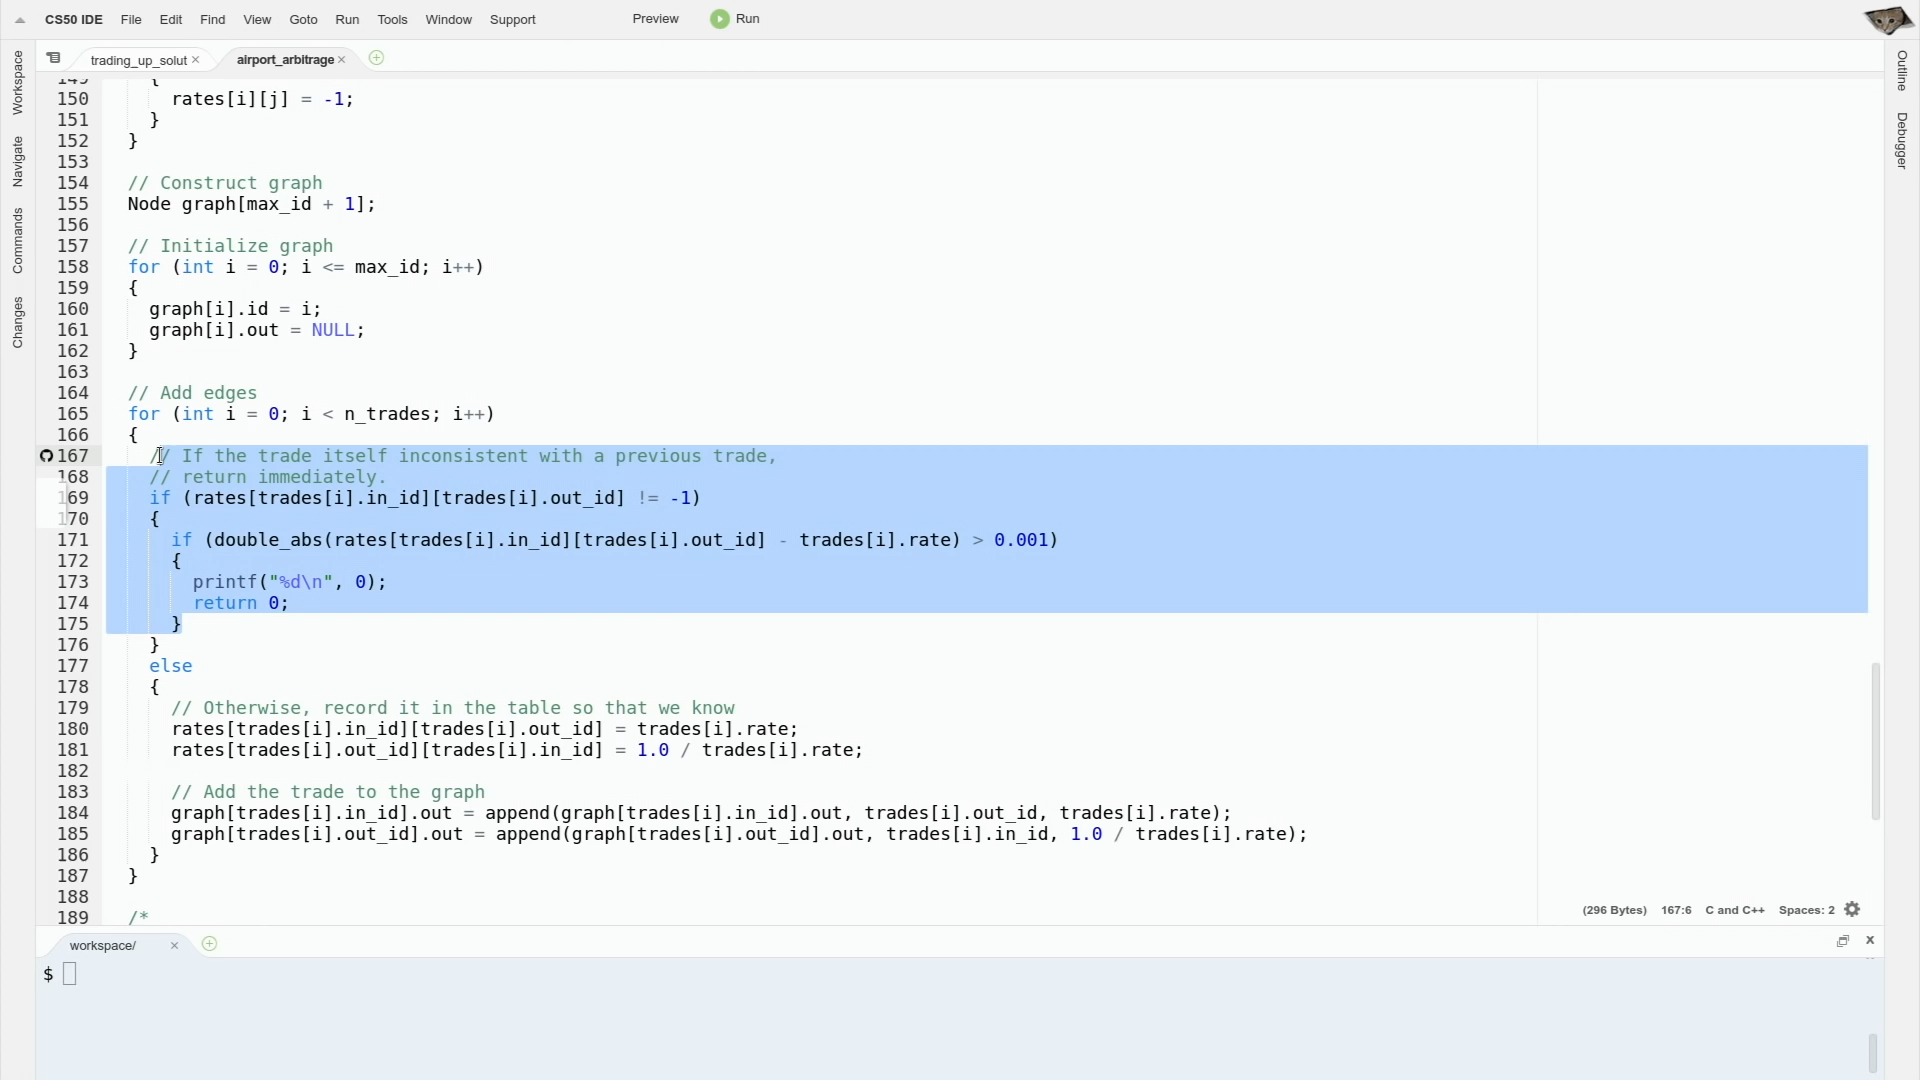 CS50 IDE File Edit Find View Goto Run Tools Window Support Preview Run
trading_up_solut × airport_arbitrage ×
Workspace
Navigate
Commands
Changes
Outline
Debugger
149 {
150 rates[i][j] = -1;
151 }
152 }
153
154 // Construct graph
155 Node graph[max_id + 1];
156
157 // Initialize graph
158 for (int i = 0; i <= max_id; i++)
159 {
160 graph[i].id = i;
161 graph[i].out = NULL;
162 }
163
164 // Add edges
165 for (int i = 0; i < n_trades; i++)
166 {
167 // If the trade itself inconsistent with a previous trade,
168 // return immediately.
169 if (rates[trades[i].in_id][trades[i].out_id] != -1)
170 {
171 if (double_abs(rates[trades[i].in_id][trades[i].out_id] - trades[i].rate) > 0.001)
172 {
173 printf("%d\n", 0);
174 return 0;
175 }
176 }
177 else
178 {
179 // Otherwise, record it in the table so that we know
180 rates[trades[i].in_id][trades[i].out_id] = trades[i].rate;
181 rates[trades[i].out_id][trades[i].in_id] = 1.0 / trades[i].rate;
182
183 // Add the trade to the graph
184 graph[trades[i].in_id].out = append(graph[trades[i].in_id].out, trades[i].out_id, trades[i].rate);
185 graph[trades[i].out_id].out = append(graph[trades[i].out_id].out, trades[i].in_id, 1.0 / trades[i].rate);
186 }
187 }
188
189 /*
(296 Bytes) 167:6 C and C++ Spaces: 2
workspace/ ×
$